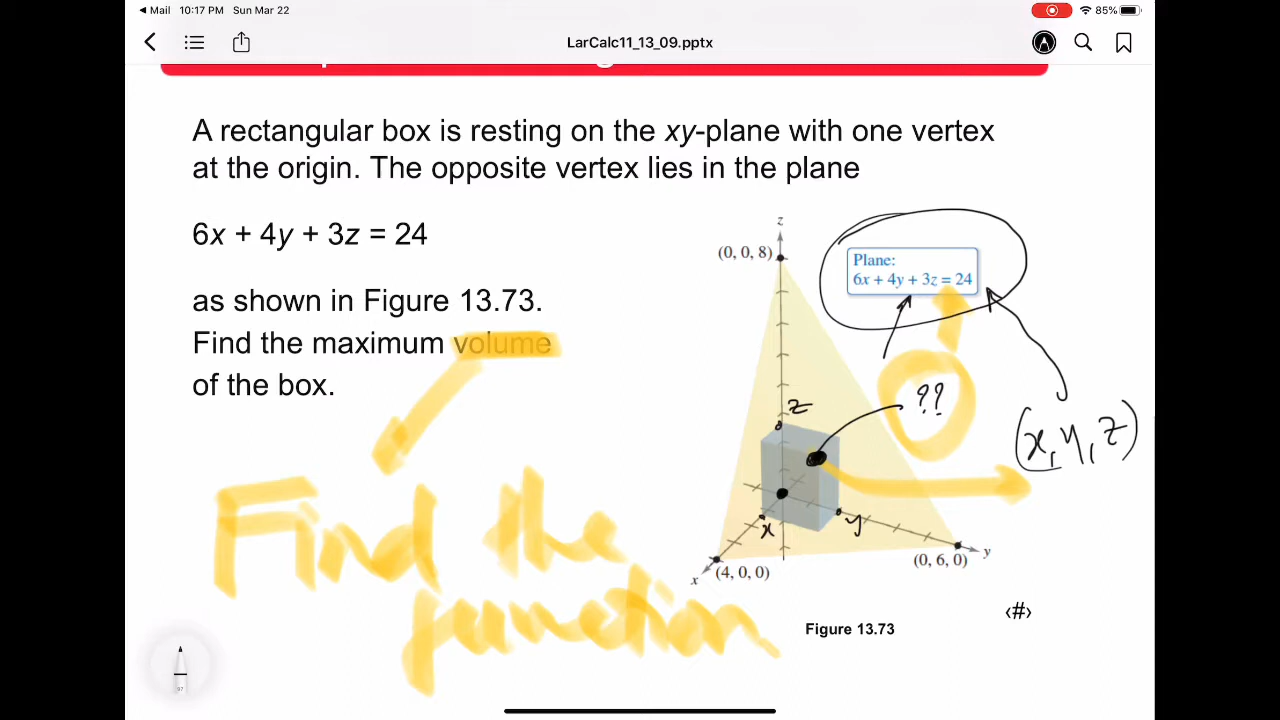 Mail 10:17 PM Sun Mar 22 85%
LarCalc11_13_09.pptx
A rectangular box is resting on the xy-plane with one vertex
at the origin. The opposite vertex lies in the plane
6x + 4y + 3z = 24
as shown in Figure 13.73.
Find the maximum volume
of the box.
z
(0, 0, 8)
Plane:
6x + 4y + 3z = 24
??
(x, y, z)
z
x
y
x
(4, 0, 0)
(0, 6, 0)
y
Find the
function
Figure 13.73
‹#›
97